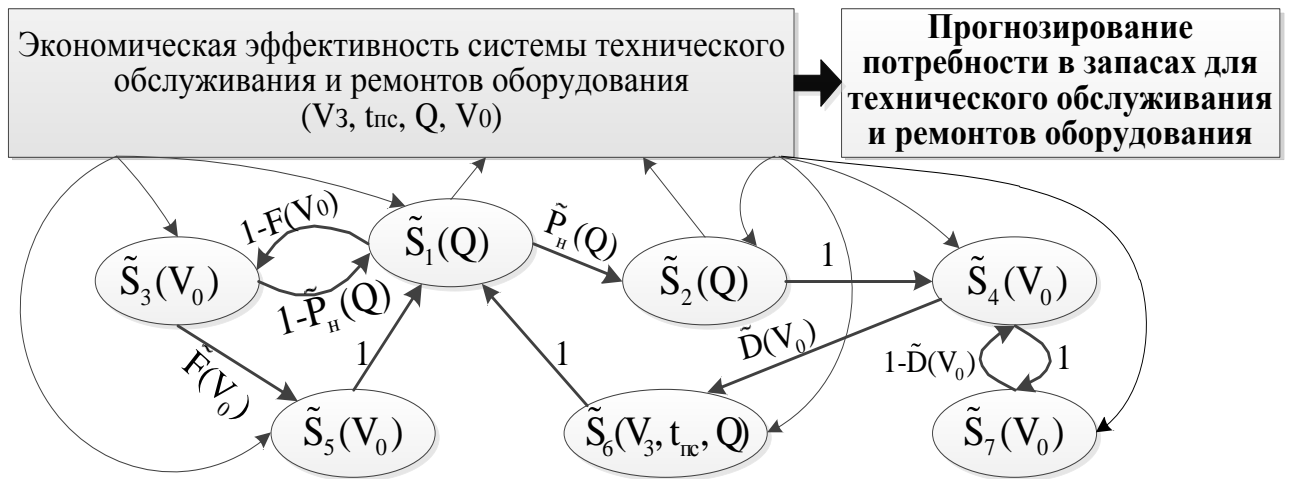 Экономическая эффективность системы технического
обслуживания и ремонтов оборудования
(VЗ, tпс, Q, V0)
Прогнозирование
потребности в запасах для
технического обслуживания
и ремонтов оборудования
1-F(V₀)
S̃₁(Q)
P̃н(Q)
S̃₂(Q)
1
S̃₄(V₀)
S̃₃(V₀)
1-P̃н(Q)
F̃(V₀)
1
1
D̃(V₀)
1-D̃(V₀)
1
S̃₅(V₀)
S̃₆(V₃, tпс, Q)
S̃₇(V₀)